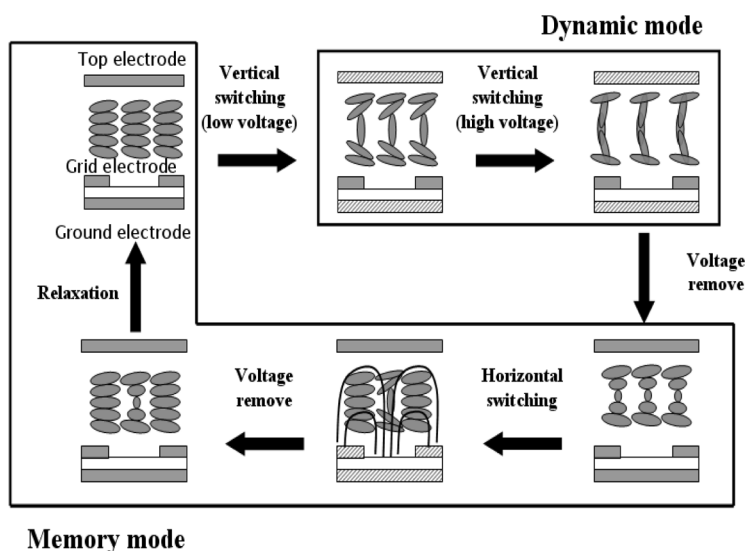 Dynamic mode
Top electrode
Vertical
switching
(low voltage)
Vertical
switching
(high voltage)
Grid electrode
Ground electrode
Relaxation
Voltage
remove
Voltage
remove
Horizontal
switching
Memory mode